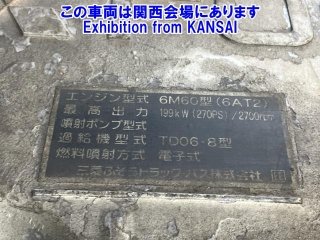 この車両は関西会場にあります
Exhibition from KANSAI
エンジン型式 6M60型(6AT2)
最高出力 199kW(270PS)/2700rpm
噴射ポンプ型式
過給機型式 TD06-8型
燃料噴射方式 電子式
三菱ふそうトラック・バス株式会社